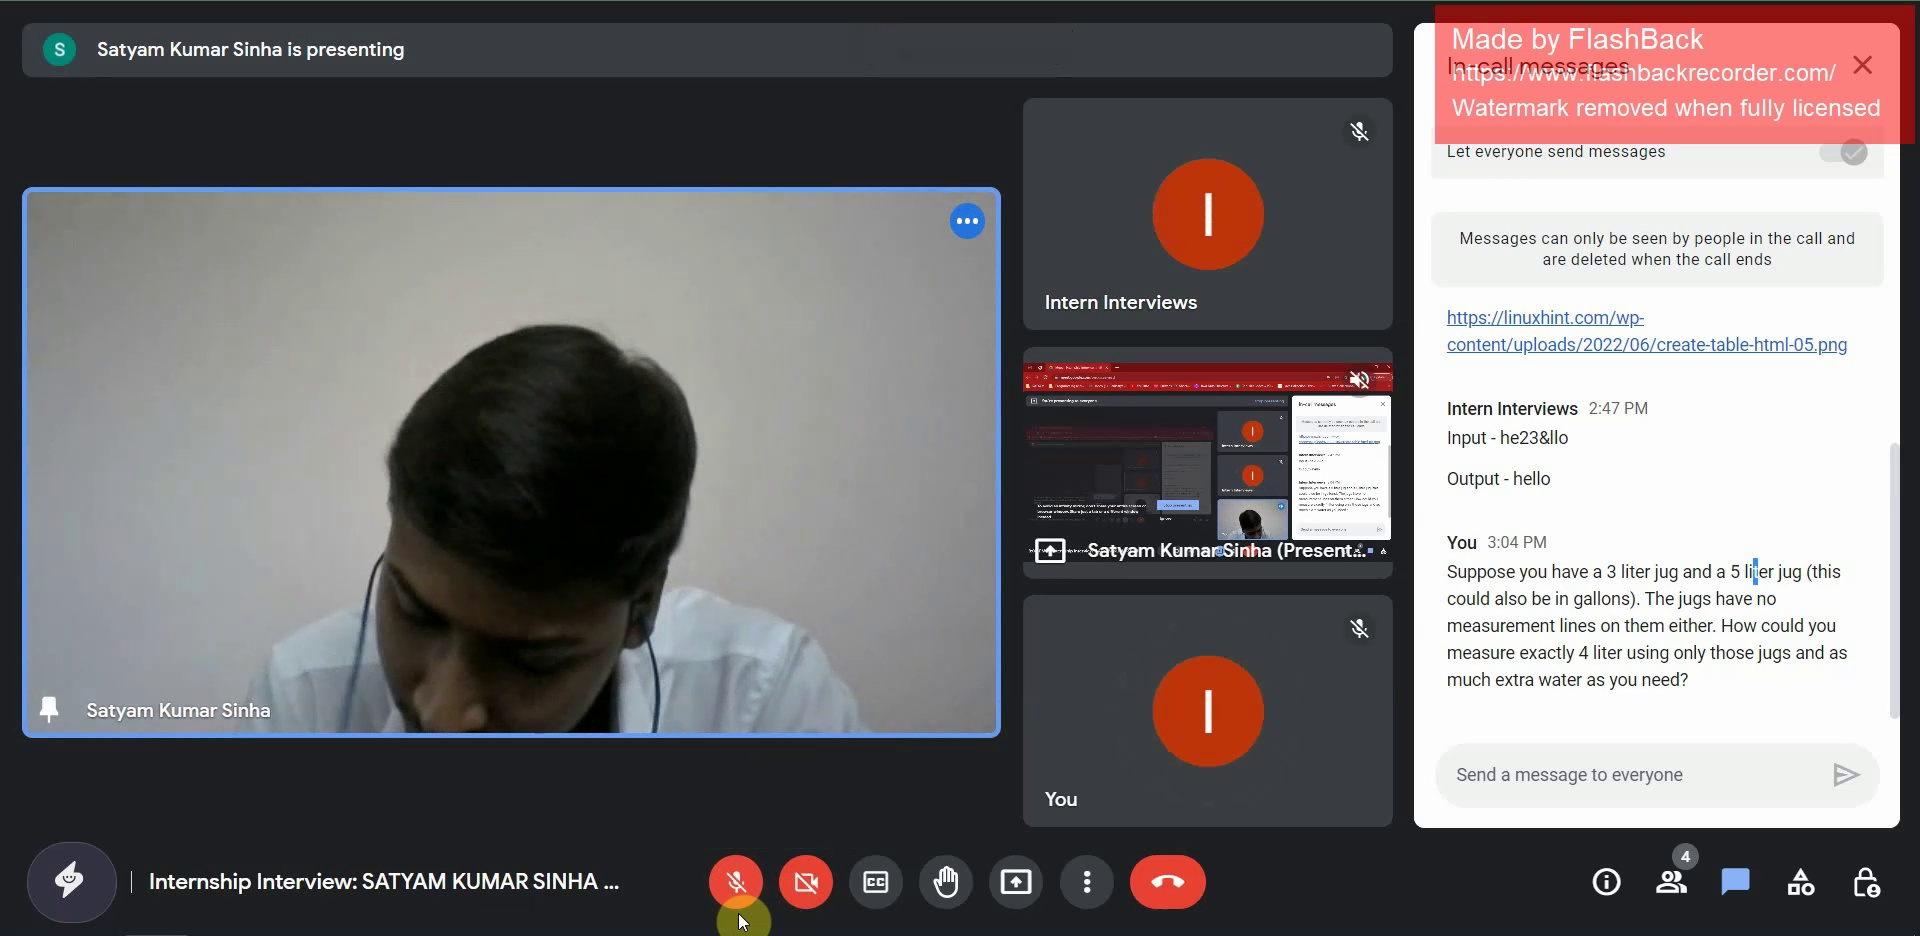 S
Satyam Kumar Sinha is presenting
Made by FlashBack
In-call messages
https://www.flashbackrecorder.com/
Watermark removed when fully licensed
Let everyone send messages
Messages can only be seen by people in the call and
are deleted when the call ends
https://linuxhint.com/wp-
content/uploads/2022/06/create-table-html-05.png
Intern Interviews 2:47 PM
Input - he23&llo
Output - hello
You 3:04 PM
Suppose you have a 3 liter jug and a 5 liter jug (this
could also be in gallons). The jugs have no
measurement lines on them either. How could you
measure exactly 4 liter using only those jugs and as
much extra water as you need?
Send a message to everyone
I
Intern Interviews
In-call messages
Satyam Kumar Sinha (Present...
I
You
Satyam Kumar Sinha
Internship Interview: SATYAM KUMAR SINHA ...
CC
4